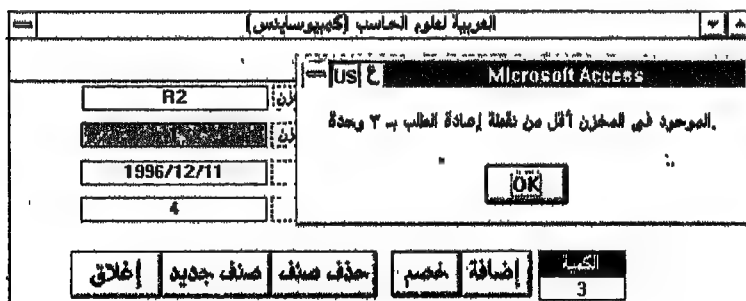 العربية لعلوم الحاسب (كمبيوساينس)
US ع Microsoft Access
الموجود في المخزن أقل من نقطة إعادة الطلب بـ ٣ وحدة.
OK
R2
1996/12/11
4
الكمية
3
إضافة
خصم
حذف صنف
صنف جديد
إغلاق